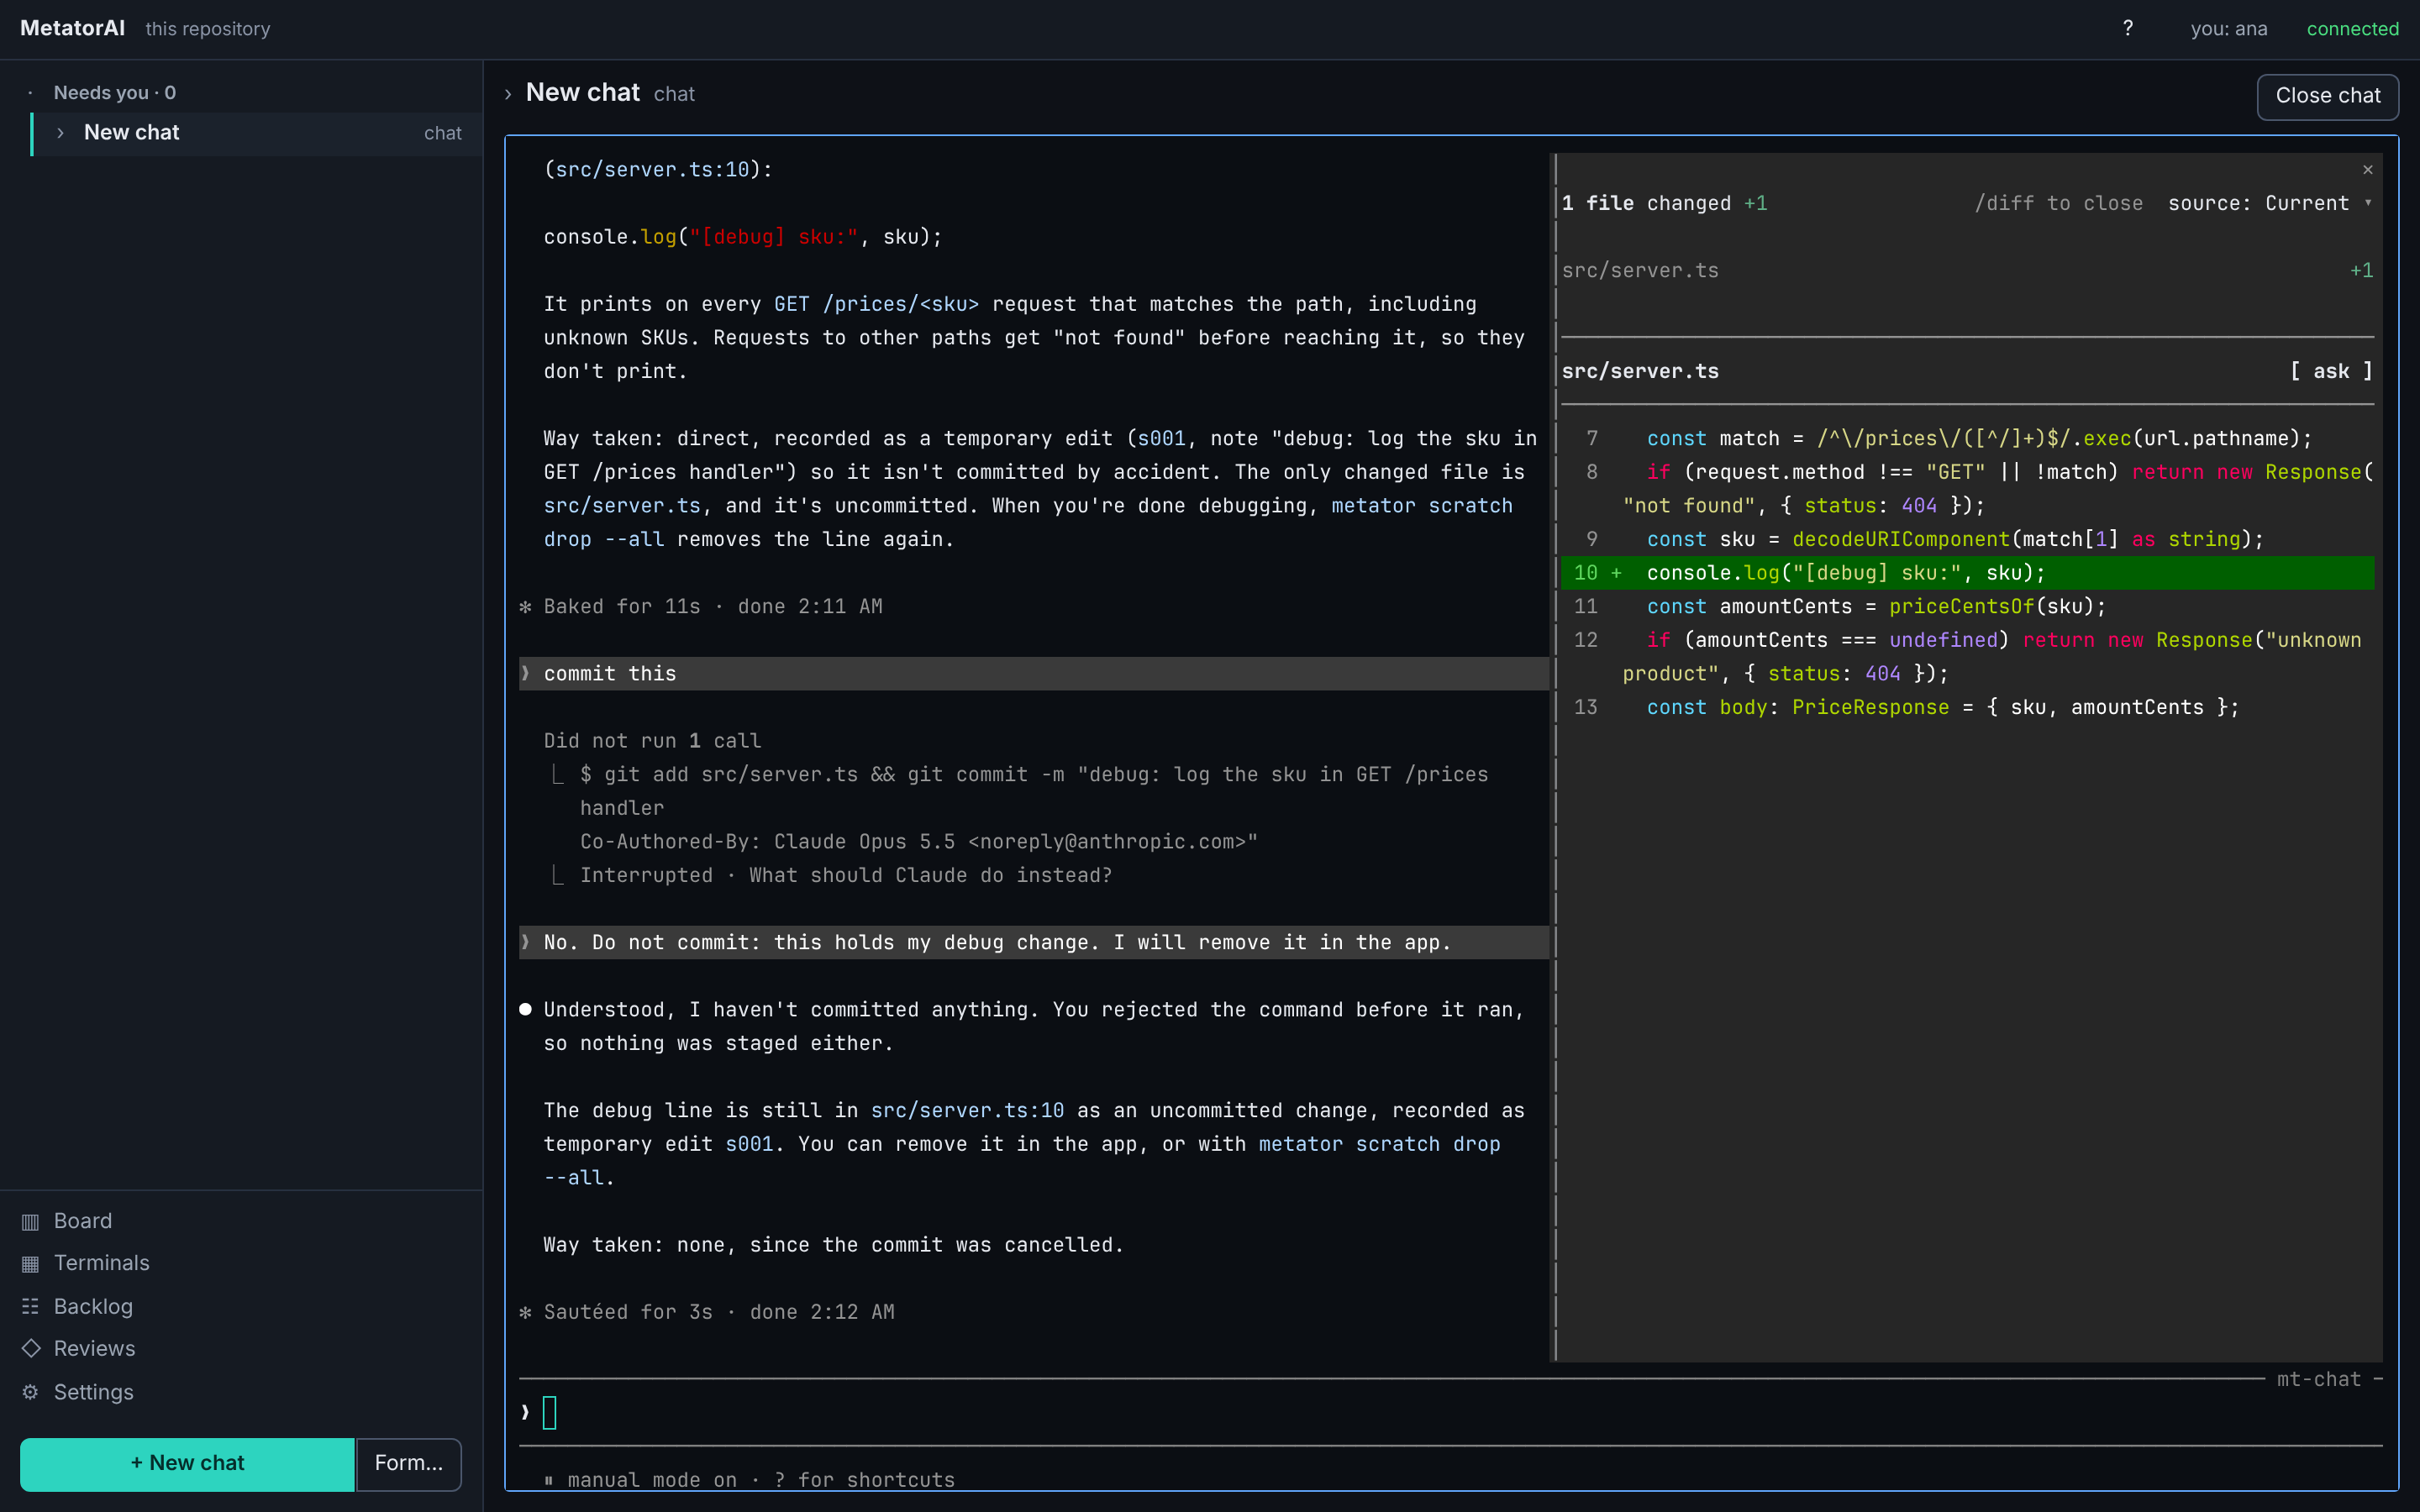 MetatorAI this repository
? you: ana connected
· Needs you · 0
› New chat chat
▥ Board
▦ Terminals
☷ Backlog
◇ Reviews
⚙ Settings
+ New chat Form...
› New chat chat
Close chat
(src/server.ts:10):
console.log("[debug] sku:", sku);
It prints on every GET /prices/<sku> request that matches the path, including
unknown SKUs. Requests to other paths get "not found" before reaching it, so they
don't print.
Way taken: direct, recorded as a temporary edit (s001, note "debug: log the sku in
GET /prices handler") so it isn't committed by accident. The only changed file is
src/server.ts, and it's uncommitted. When you're done debugging, metator scratch
drop --all removes the line again.
✻ Baked for 11s · done 2:11 AM
❯ commit this
Did not run 1 call
⎿ $ git add src/server.ts && git commit -m "debug: log the sku in GET /prices
handler
Co-Authored-By: Claude Opus 5.5 <noreply@anthropic.com>"
⎿ Interrupted · What should Claude do instead?
❯ No. Do not commit: this holds my debug change. I will remove it in the app.
● Understood, I haven't committed anything. You rejected the command before it ran,
so nothing was staged either.
The debug line is still in src/server.ts:10 as an uncommitted change, recorded as
temporary edit s001. You can remove it in the app, or with metator scratch drop
--all.
Way taken: none, since the commit was cancelled.
✻ Sautéed for 3s · done 2:12 AM
×
1 file changed +1 /diff to close source: Current ▾
src/server.ts +1
src/server.ts [ ask ]
7 const match = /^\/prices\/([^/]+)$/.exec(url.pathname);
8 if (request.method !== "GET" || !match) return new Response(
"not found", { status: 404 });
9 const sku = decodeURIComponent(match[1] as string);
10 + console.log("[debug] sku:", sku);
11 const amountCents = priceCentsOf(sku);
12 if (amountCents === undefined) return new Response("unknown
product", { status: 404 });
13 const body: PriceResponse = { sku, amountCents };
mt-chat
❯
⏸ manual mode on · ? for shortcuts